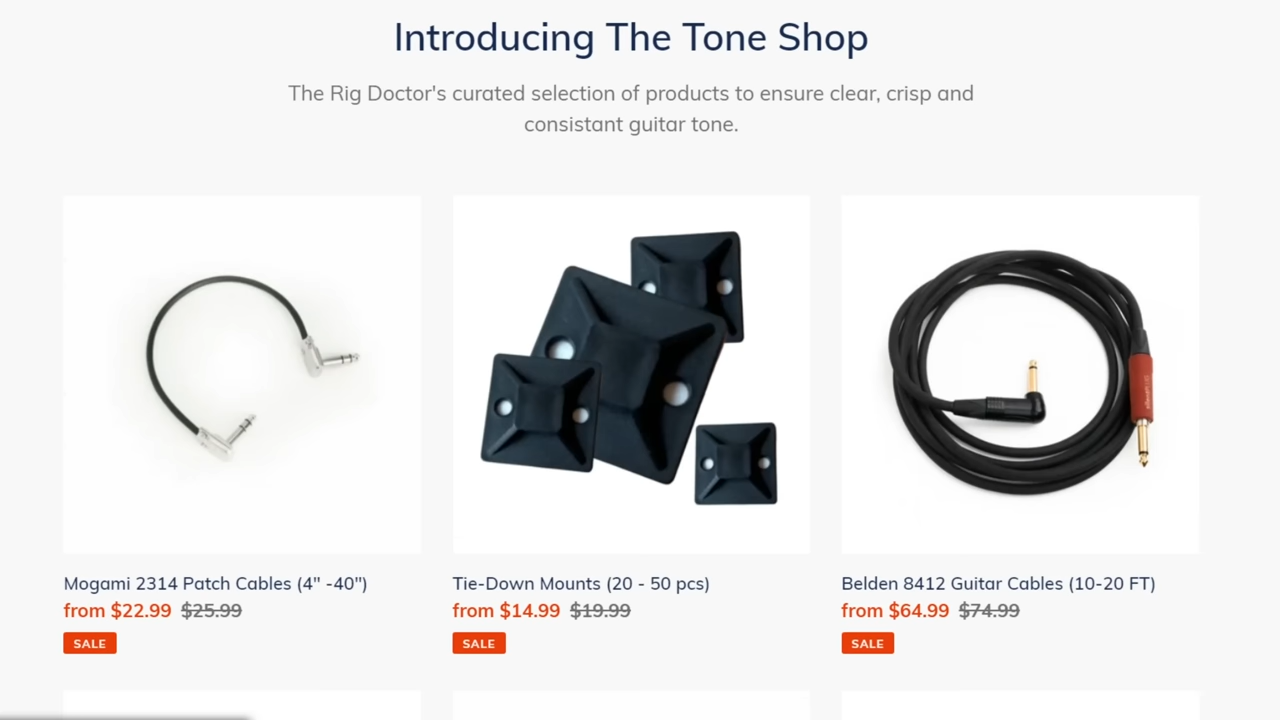 Introducing The Tone Shop
The Rig Doctor's curated selection of products to ensure clear, crisp and
consistant guitar tone.
Mogami 2314 Patch Cables (4" -40")
from $22.99 $25.99
SALE
Tie-Down Mounts (20 - 50 pcs)
from $14.99 $19.99
SALE
Belden 8412 Guitar Cables (10-20 FT)
from $64.99 $74.99
SALE